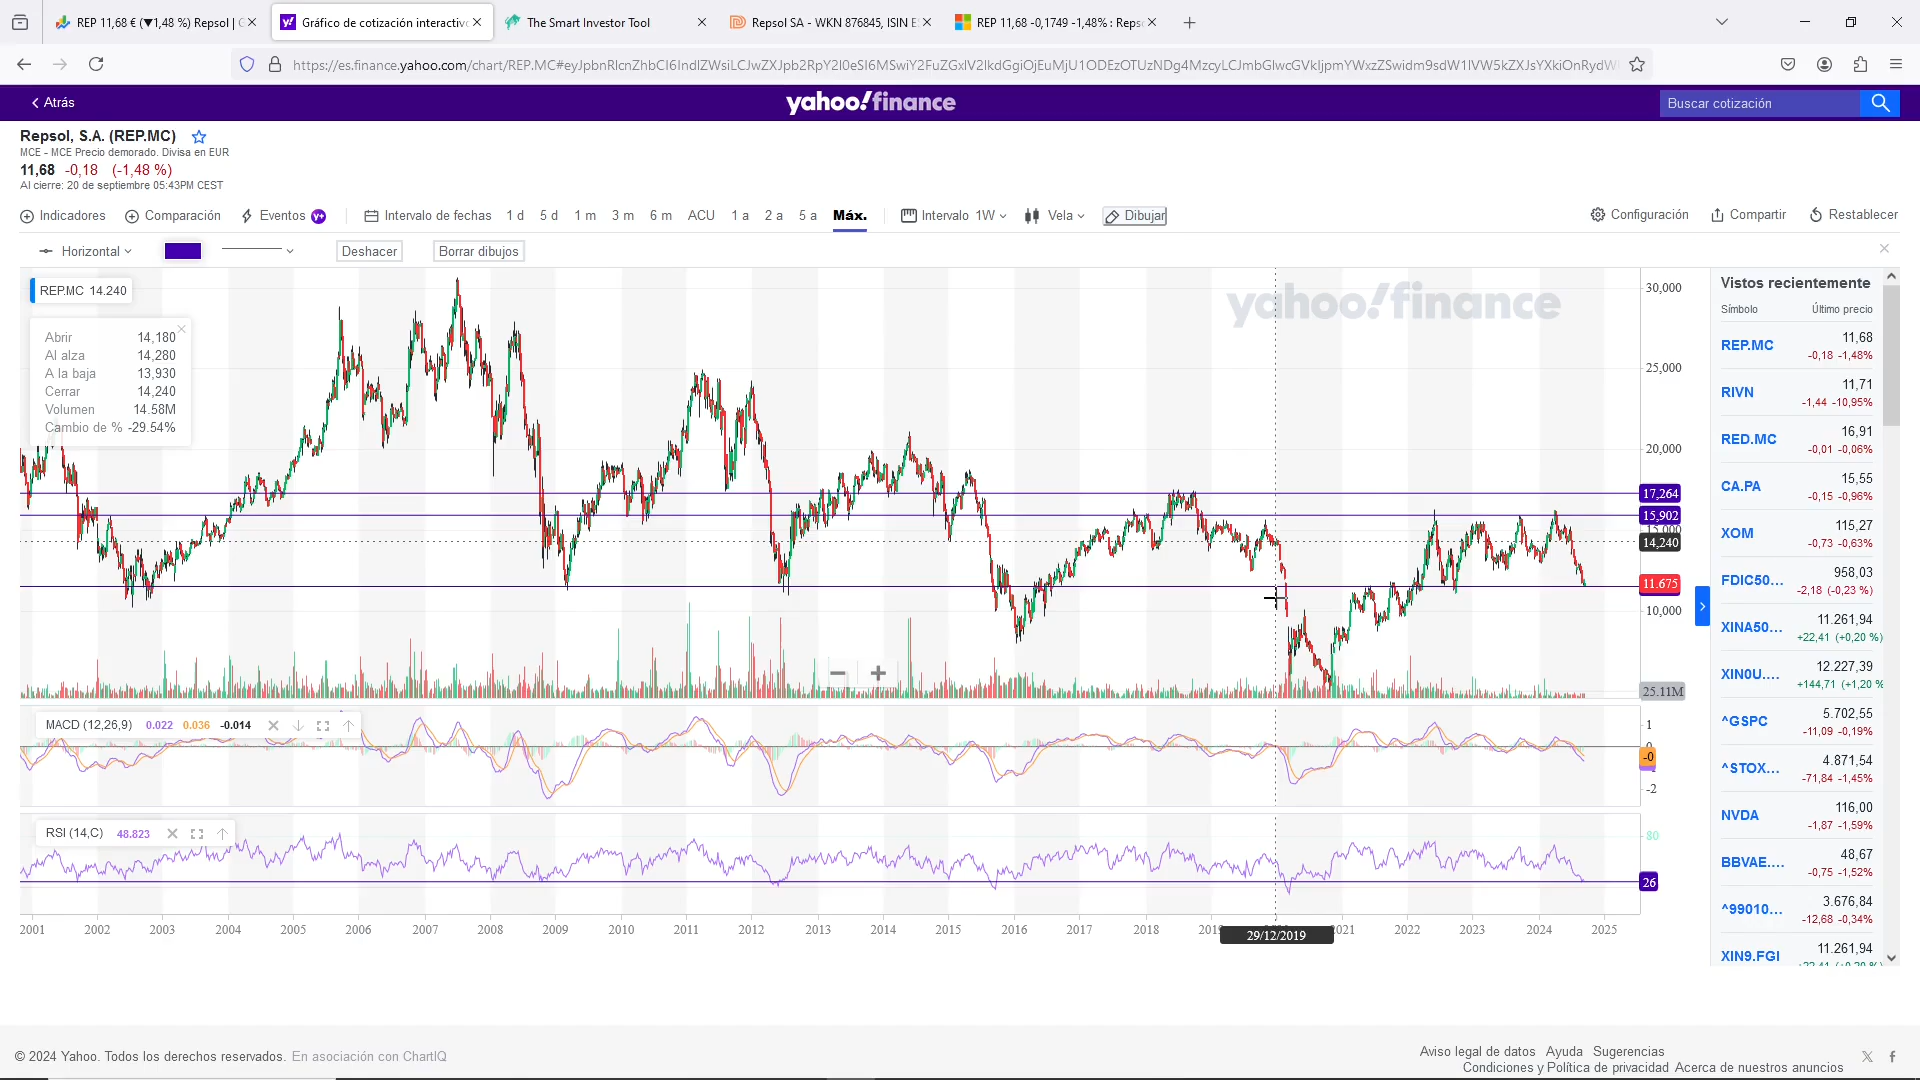 REP 11,68 € (▼1,48 %) Repsol | G
Gráfico de cotización interactivo
The Smart Investor Tool
Repsol SA - WKN 876845, ISIN E
REP 11,68 -0,1749 -1,48% : Reps
https://es.finance.yahoo.com/chart/REP.MC
Atrás
yahoo!finance
Buscar cotización
Repsol, S.A. (REP.MC)
MCE - MCE Precio demorado. Divisa en EUR
11,68 -0,18 (-1,48 %)
Al cierre: 20 de septiembre 05:43PM CEST
Indicadores Comparación Eventos y+ Intervalo de fechas 1 d 5 d 1 m 3 m 6 m ACU 1 a 2 a 5 a Máx. Intervalo 1W Vela Dibujar Configuración Compartir Restablecer
Horizontal Deshacer Borrar dibujos
REP.MC 14.240
Abrir 14,180
Al alza 14,280
A la baja 13,930
Cerrar 14,240
Volumen 14.58M
Cambio de % -29.54%
yahoo!finance
30,000
25,000
20,000
17,264
15,902
15,000
14,240
11.675
10,000
25.11M
MACD (12,26,9) 0.022 0.036 -0.014
1
0
-0
-2
RSI (14,C) 48.823
80
26
2001 2002 2003 2004 2005 2006 2007 2008 2009 2010 2011 2012 2013 2014 2015 2016 2017 2018 2019 2021 2022 2023 2024 2025
29/12/2019
Vistos recientemente
Símbolo Último precio
REP.MC 11,68
-0,18 -1,48%
RIVN 11,71
-1,44 -10,95%
RED.MC 16,91
-0,01 -0,06%
CA.PA 15,55
-0,15 -0,96%
XOM 115,27
-0,73 -0,63%
FDIC50... 958,03
-2,18 (-0,23 %)
XINA50... 11.261,94
+22,41 (+0,20 %)
XIN0U.... 12.227,39
+144,71 (+1,20 %
^GSPC 5.702,55
-11,09 -0,19%
^STOX... 4.871,54
-71,84 -1,45%
NVDA 116,00
-1,87 -1,59%
BBVAE.... 48,67
-0,75 -1,52%
^99010... 3.676,84
-12,68 -0,34%
XIN9.FGI 11.261,94
© 2024 Yahoo. Todos los derechos reservados. En asociación con ChartIQ
Aviso legal de datos Ayuda Sugerencias
Condiciones y Política de privacidad Acerca de nuestros anuncios